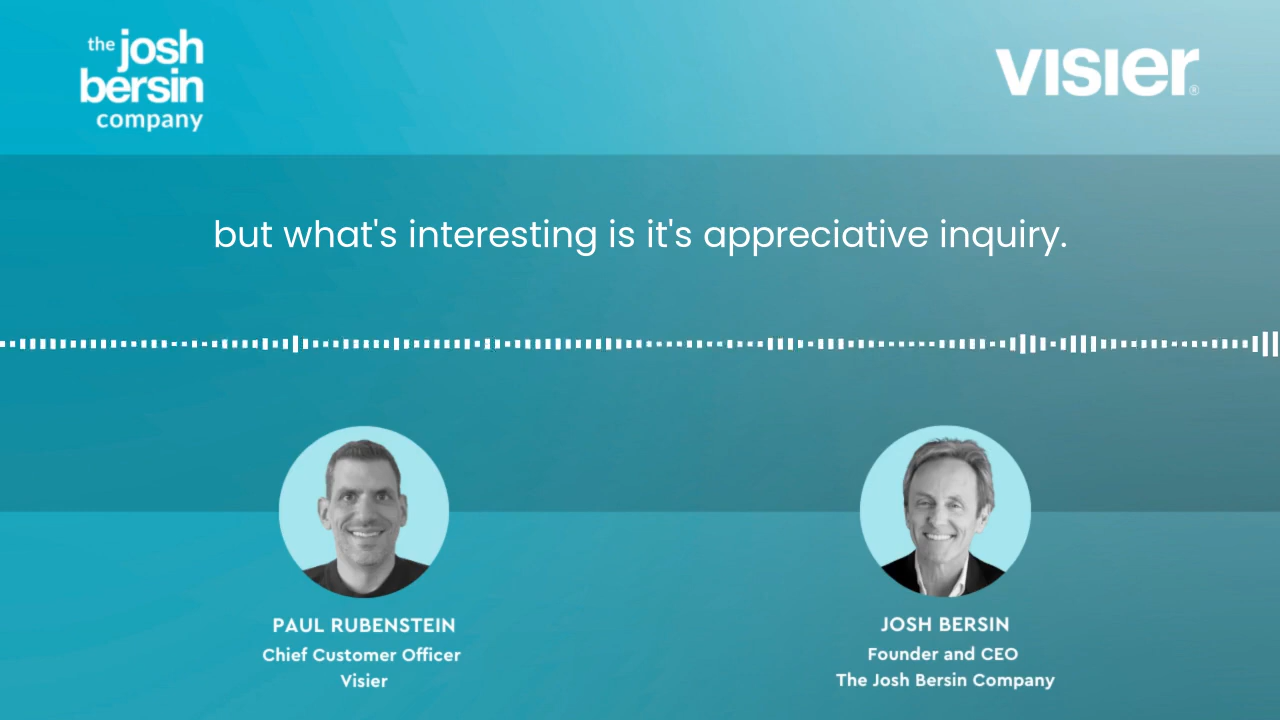 the josh
bersin
company
VISIER®
but what's interesting is it's appreciative inquiry.
PAUL RUBENSTEIN
Chief Customer Officer
Visier
JOSH BERSIN
Founder and CEO
The Josh Bersin Company